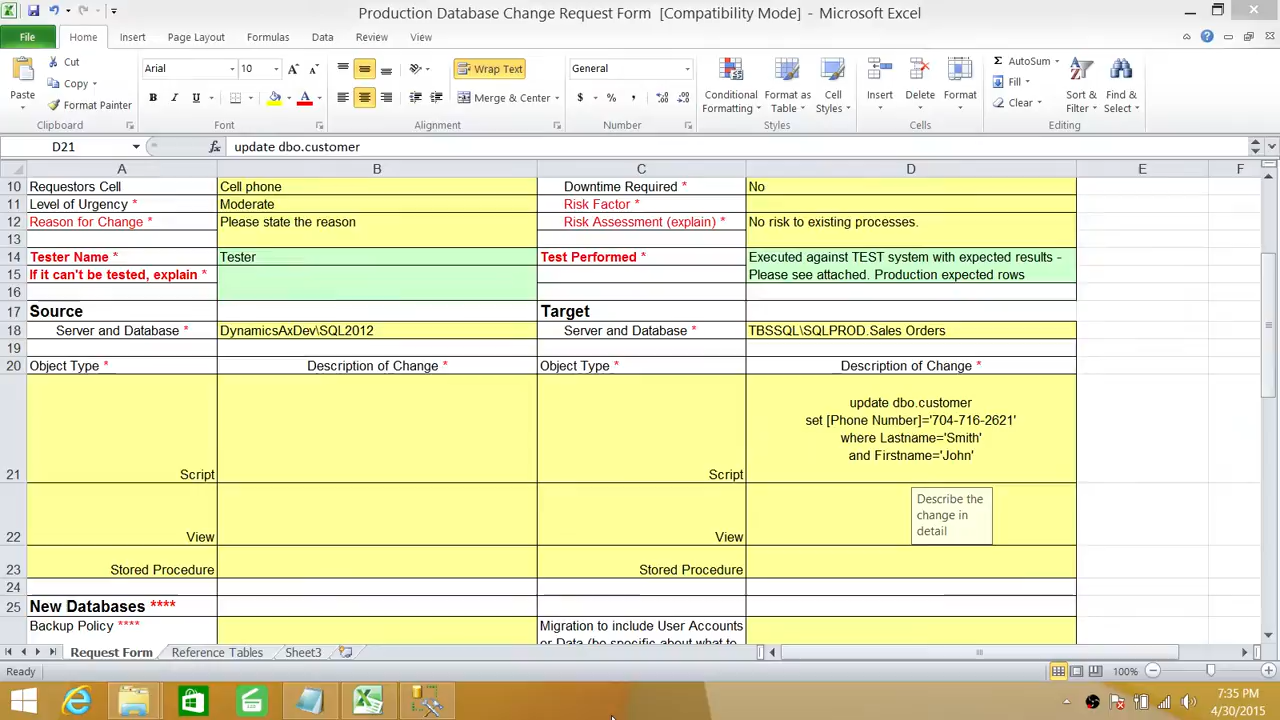 Production Database Change Request Form [Compatibility Mode] - Microsoft Excel
File Home Insert Page Layout Formulas Data Review View
Paste
Cut
Copy
Format Painter
Clipboard
Arial 10
B I U
Font
Wrap Text
Merge & Center
Alignment
General
$ % ,
Number
Conditional Formatting
Format as Table
Cell Styles
Styles
Insert
Delete
Format
Cells
AutoSum
Fill
Clear
Sort & Filter
Find & Select
Editing
D21 fx update dbo.customer
A B C D E F
10 Requestors Cell Cell phone Downtime Required * No
11 Level of Urgency * Moderate Risk Factor *
12 Reason for Change * Please state the reason Risk Assessment (explain) * No risk to existing processes.
13
14 Tester Name * Tester Test Performed * Executed against TEST system with expected results -
15 If it can't be tested, explain * Please see attached. Production expected rows
16
17 Source Target
18 Server and Database * DynamicsAxDev\SQL2012 Server and Database * TBSSQL\SQLPROD.Sales Orders
19
20 Object Type * Description of Change * Object Type * Description of Change *
update dbo.customer
set [Phone Number]='704-716-2621'
where Lastname='Smith'
and Firstname='John'
21 Script Script
Describe the
change in
detail
22 View View
23 Stored Procedure Stored Procedure
24
25 New Databases ****
Backup Policy **** Migration to include User Accounts
or Data (be specific about what to
Request Form Reference Tables Sheet3
Ready 100%
7:35 PM
4/30/2015